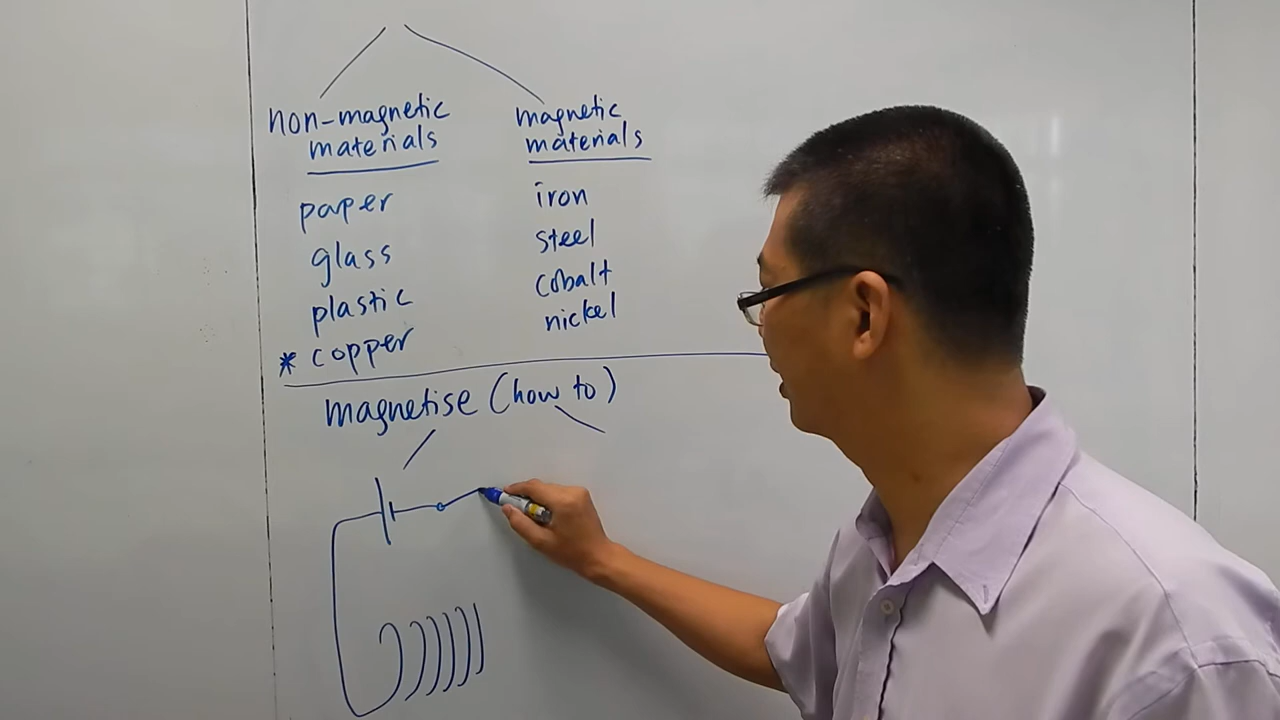 non-magnetic
materials
paper
glass
plastic
* copper
magnetic
materials
iron
steel
cobalt
nickel
magnetise (how to)